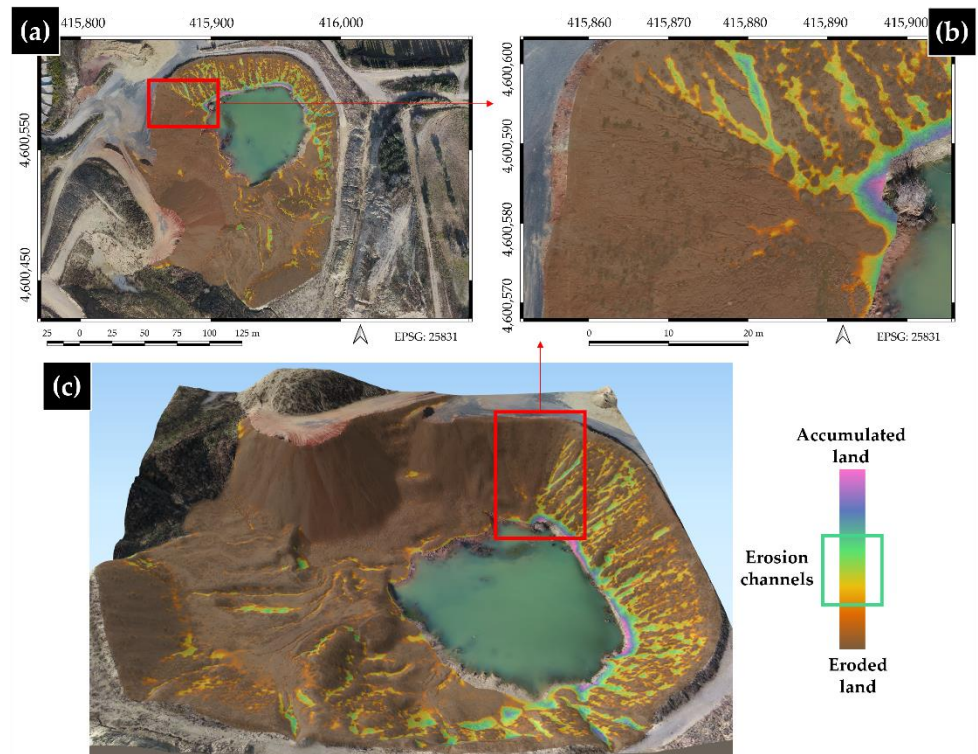 (a)
415,800
415,900
416,000
4,600,550
4,600,450
25 0 25 50 75 100 125 m
EPSG: 25831
(b)
415,860
415,870
415,880
415,890
415,900
4,600,600
4,600,590
4,600,580
4,600,570
0 10 20 m
EPSG: 25831
(c)
Accumulated
land
Erosion
channels
Eroded
land